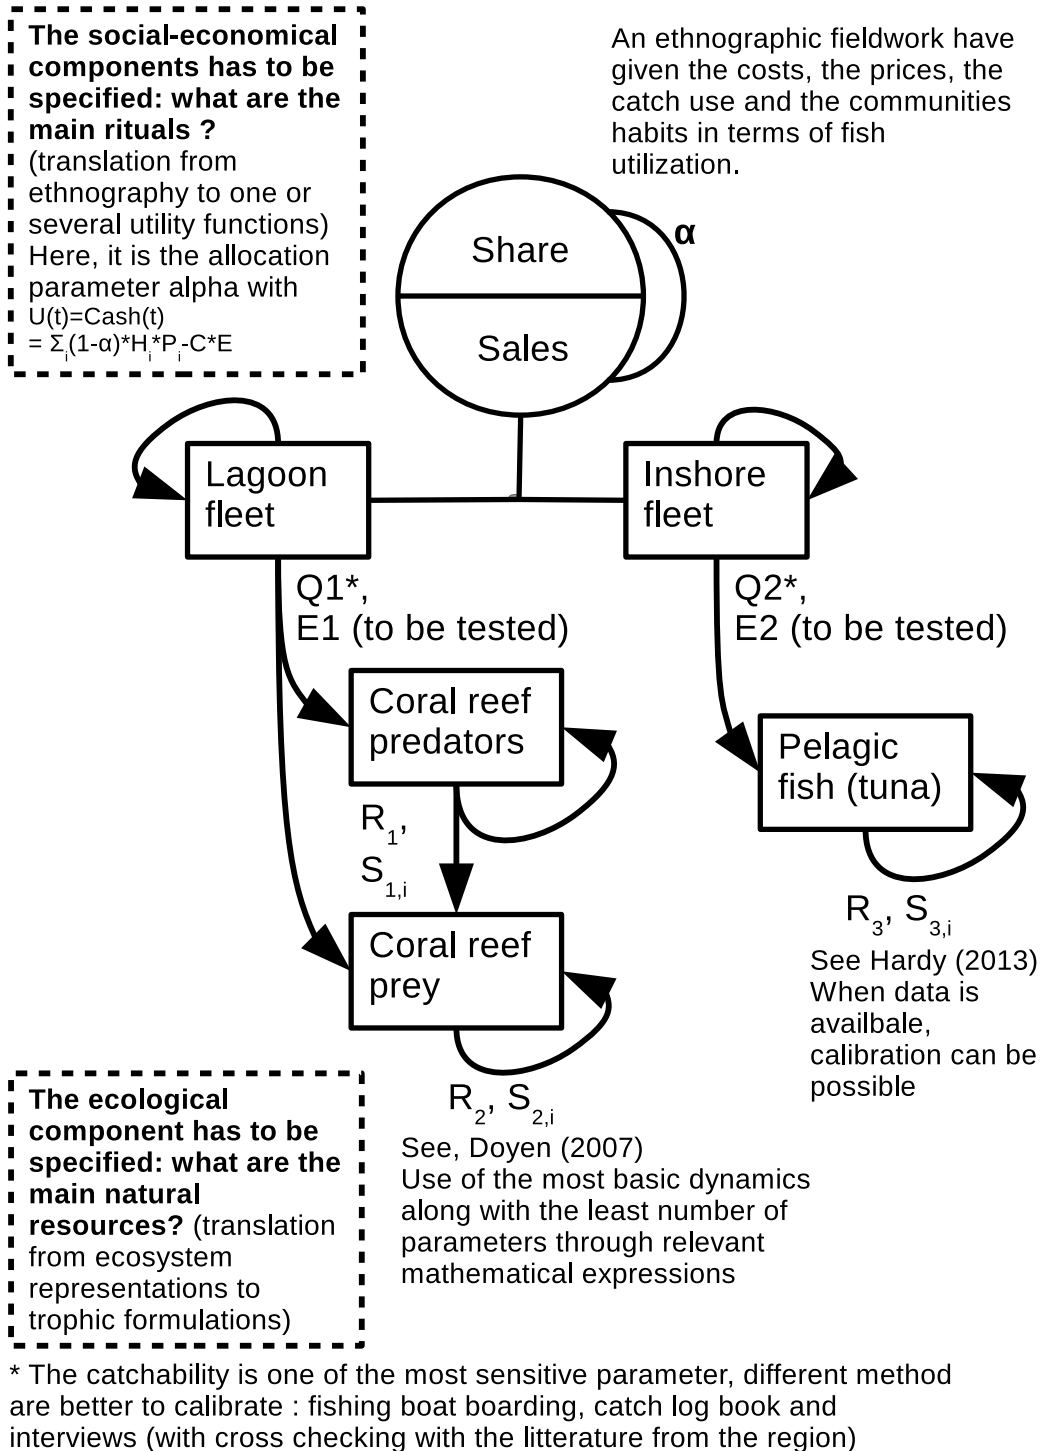 The social-economical
components has to be
specified: what are the
main rituals ?
(translation from
ethnography to one or
several utility functions)
Here, it is the allocation
parameter alpha with
U(t)=Cash(t)
= Σi(1-α)*Hi*Pi-C*E
An ethnographic fieldwork have
given the costs, the prices, the
catch use and the communities
habits in terms of fish
utilization.
Share
α
Sales
Lagoon
fleet
Inshore
fleet
Q1*,
E1 (to be tested)
Q2*,
E2 (to be tested)
Coral reef
predators
Pelagic
fish (tuna)
R1,
S1,i
Coral reef
prey
R3, S3,i
See Hardy (2013)
When data is
availbale,
calibration can be
possible
R2, S2,i
See, Doyen (2007)
Use of the most basic dynamics
along with the least number of
parameters through relevant
mathematical expressions
The ecological
component has to be
specified: what are the
main natural
resources? (translation
from ecosystem
representations to
trophic formulations)
* The catchability is one of the most sensitive parameter, different method
are better to calibrate : fishing boat boarding, catch log book and
interviews (with cross checking with the litterature from the region)